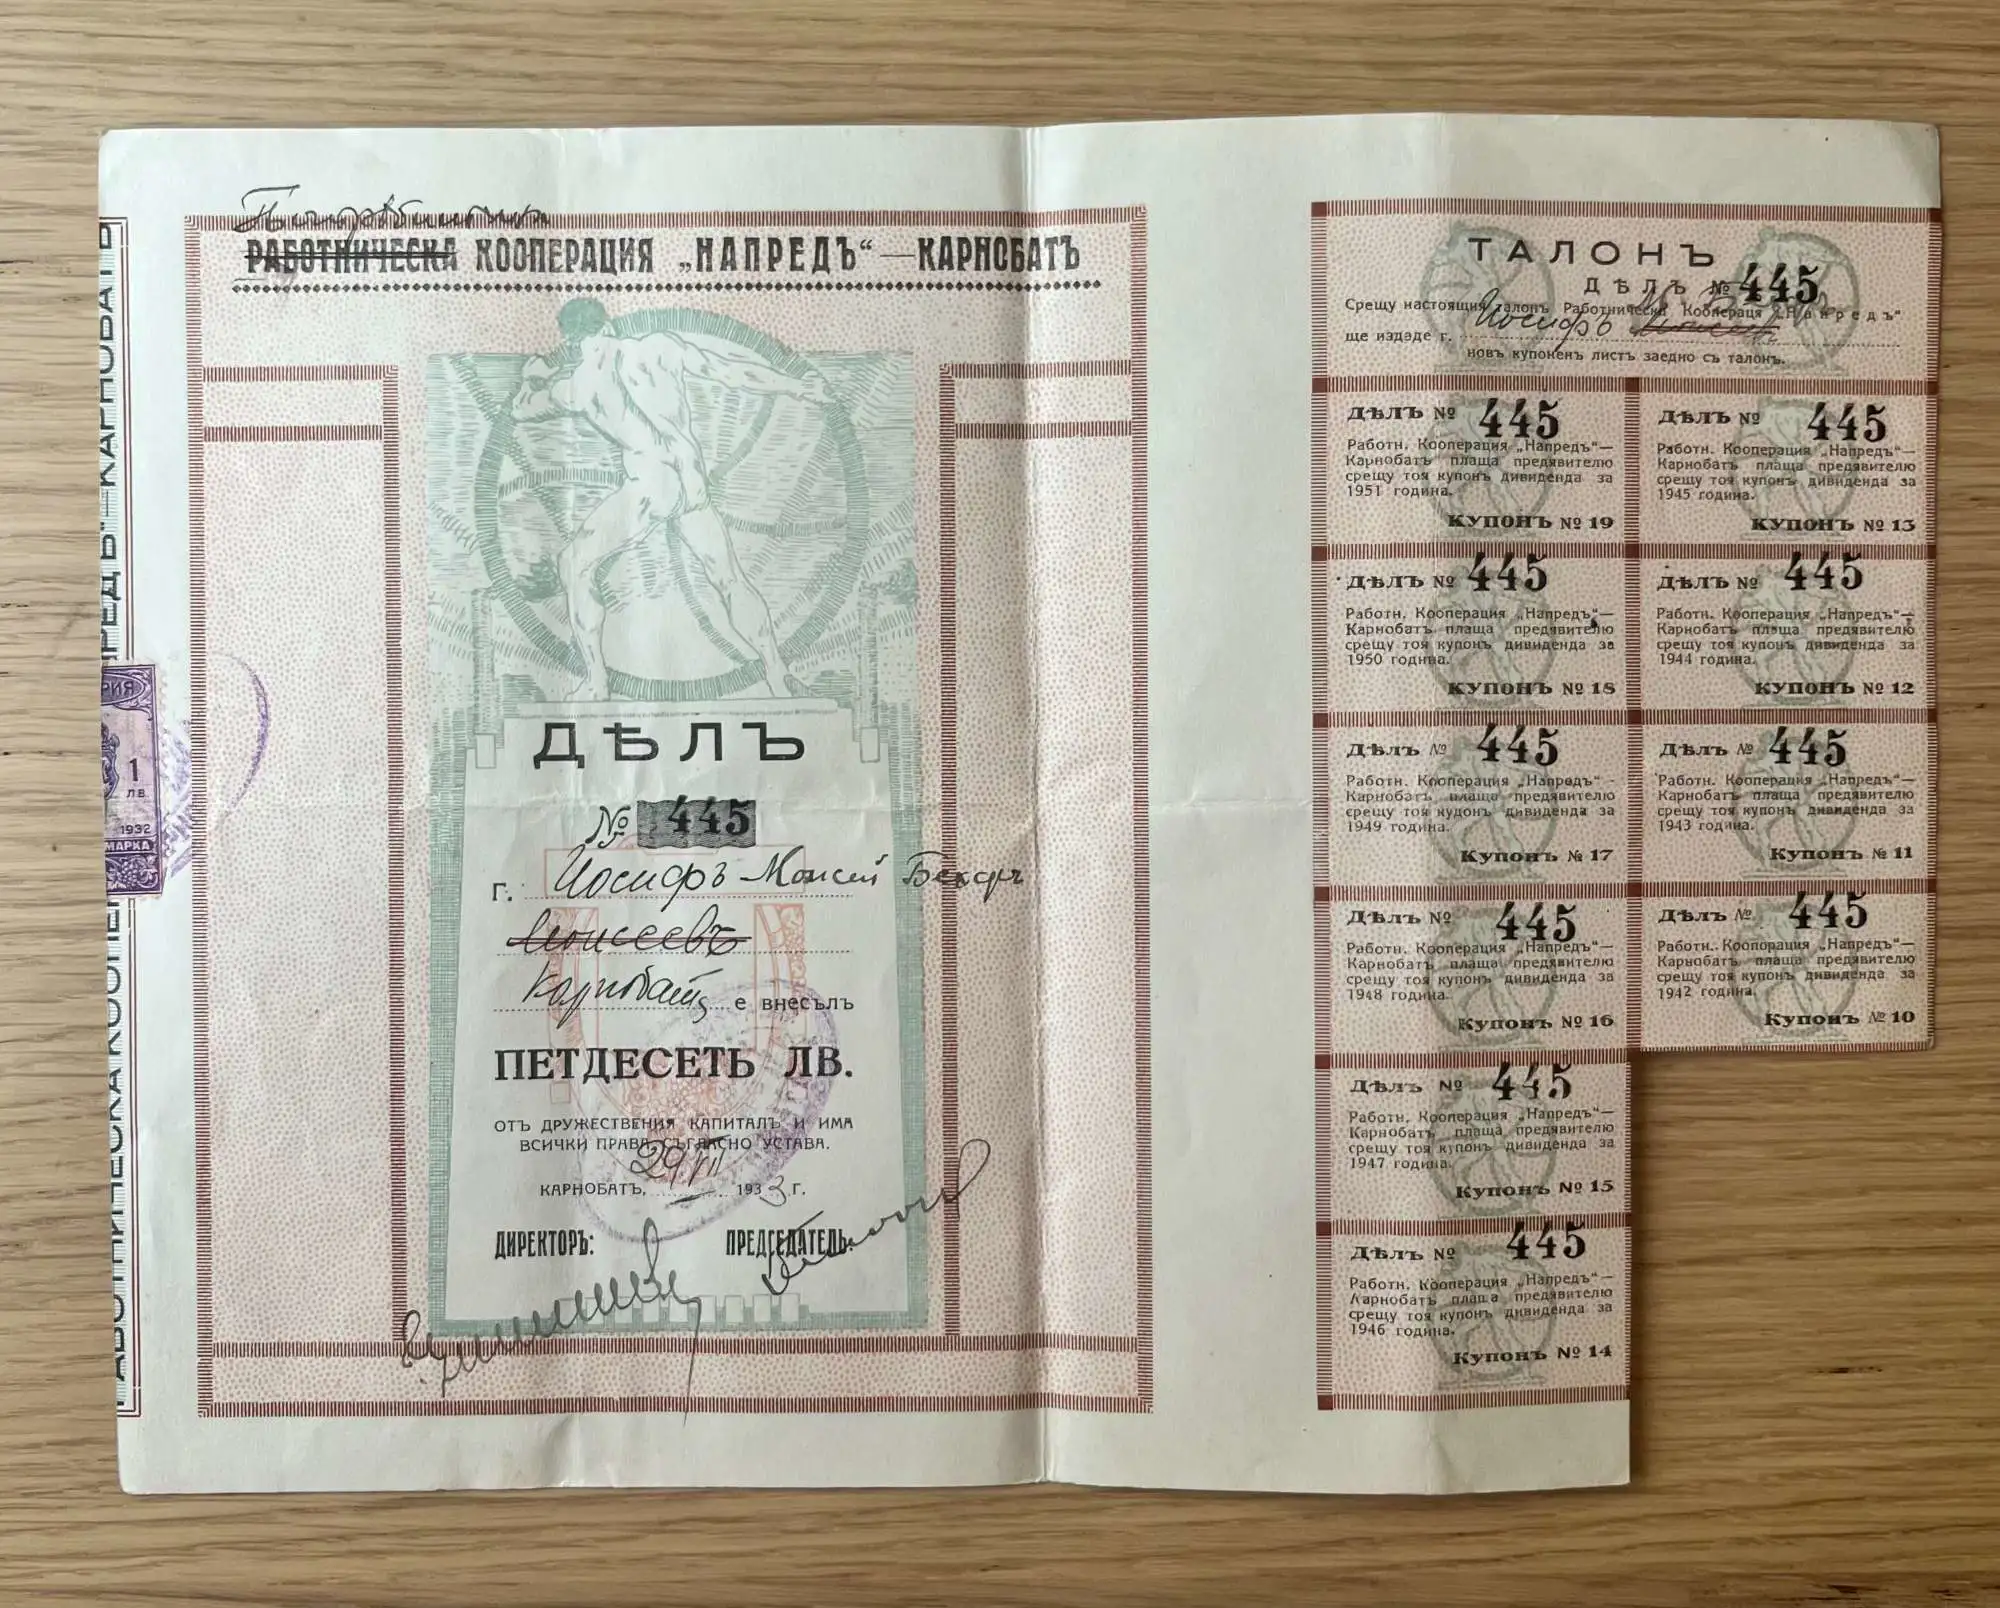 РАБОТНИЧЕСКА КООПЕРАЦИЯ „НАПРЕДЪ“—КАРНОБАТЪ
ДѢЛЪ
№ 445
Г. Иосифъ Моисей Бехаръ
Моисеевъ
Карнобатъ е внесълъ
ПЕТДЕСЕТЬ ЛВ.
ОТЪ ДРУЖЕСТВЕНИЯ КАПИТАЛЪ И ИМА
ВСИЧКИ ПРАВА СЪГЛАСНО УСТАВА.
КАРНОБАТЪ, 29/VII 1933 Г.
ДИРЕКТОРЪ: ПРЕДСЕДАТЕЛЬ:
1
ЛВ.
1932
МАРКА
ТАЛОНЪ
ДѢЛЪ № 445
Срещу настоящия талонъ Работническа Коопераця „Напредъ“
ще издаде г. Иосифъ
новъ купоненъ листъ заедно съ талонъ.
Дѣлъ № 445
Работн. Кооперация „Напредъ“—
Карнобатъ плаща предявителю
срещу тоя купонъ дивиденда за
1951 година.
Купонъ № 19
Дѣлъ № 445
Работн. Кооперация „Напредъ“—
Карнобатъ плаща предявителю
срещу тоя купонъ дивиденда за
1945 година.
Купонъ № 13
Дѣлъ № 445
Работн. Кооперация „Напредъ“—
Карнобатъ плаща предявителю
срещу тоя купонъ дивиденда за
1950 година.
Купонъ № 18
Дѣлъ № 445
Работн. Кооперация „Напредъ“—
Карнобатъ плаща предявителю
срещу тоя купонъ дивиденда за
1944 година.
Купонъ № 12
Дѣлъ № 445
Работн. Кооперация „Напредъ“-
Карнобатъ плаща предявителю
срещу тоя кудонъ дивиденда за
1949 година.
Купонъ № 17
Дѣлъ № 445
Работн. Кооперация „Напредъ“—
Карнобатъ плаща предявителю
срещу тоя купонъ дивиденда за
1943 година.
Купонъ № 11
Дѣлъ № 445
Работн. Кооперация „Напредъ“—
Карнобатъ плаща предявителю
срещу тоя купонъ дивиденда за
1948 година.
Купонъ № 16
Дѣлъ № 445
Работн. Коопорация „Напредъ“—
Карнобатъ плаща предявителю
срещу тоя купонъ дивиденда за
1942 година.
Купонъ № 10
Дѣлъ № 445
Работн. Кооперация „Напредъ“—
Карнобатъ плаща предявителю
срещу тоя купонъ дивиденда за
1947 година.
Купонъ № 15
Дѣлъ № 445
Работн. Кооперация „Напредъ“—
Карнобатъ плаща предявителю
срещу тоя купонъ дивиденда за
1946 година.
Купонъ № 14